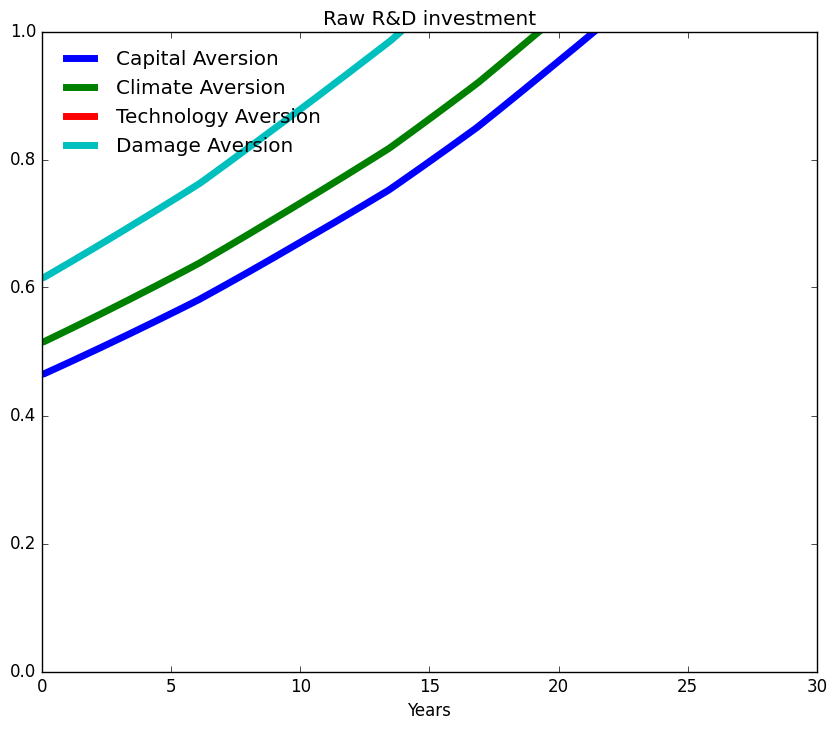 Raw R&D investment
1.0
0.8
0.6
0.4
0.2
0.0
Capital Aversion
Climate Aversion
Technology Aversion
Damage Aversion
0 5 10 15 20 25 30
Years